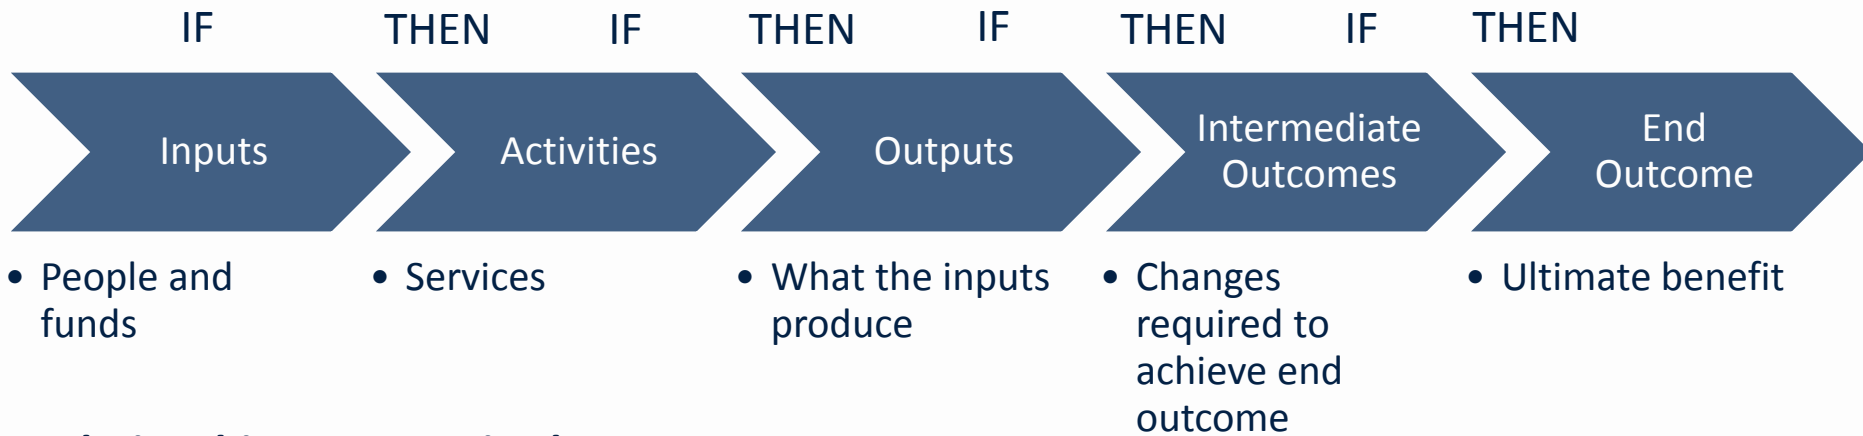 IF THEN IF THEN IF THEN IF THEN
Inputs
Activities
Outputs
Intermediate
Outcomes
End
Outcome
• People and
funds
• Services
• What the inputs
produce
• Changes
required to
achieve end
outcome
• Ultimate benefit